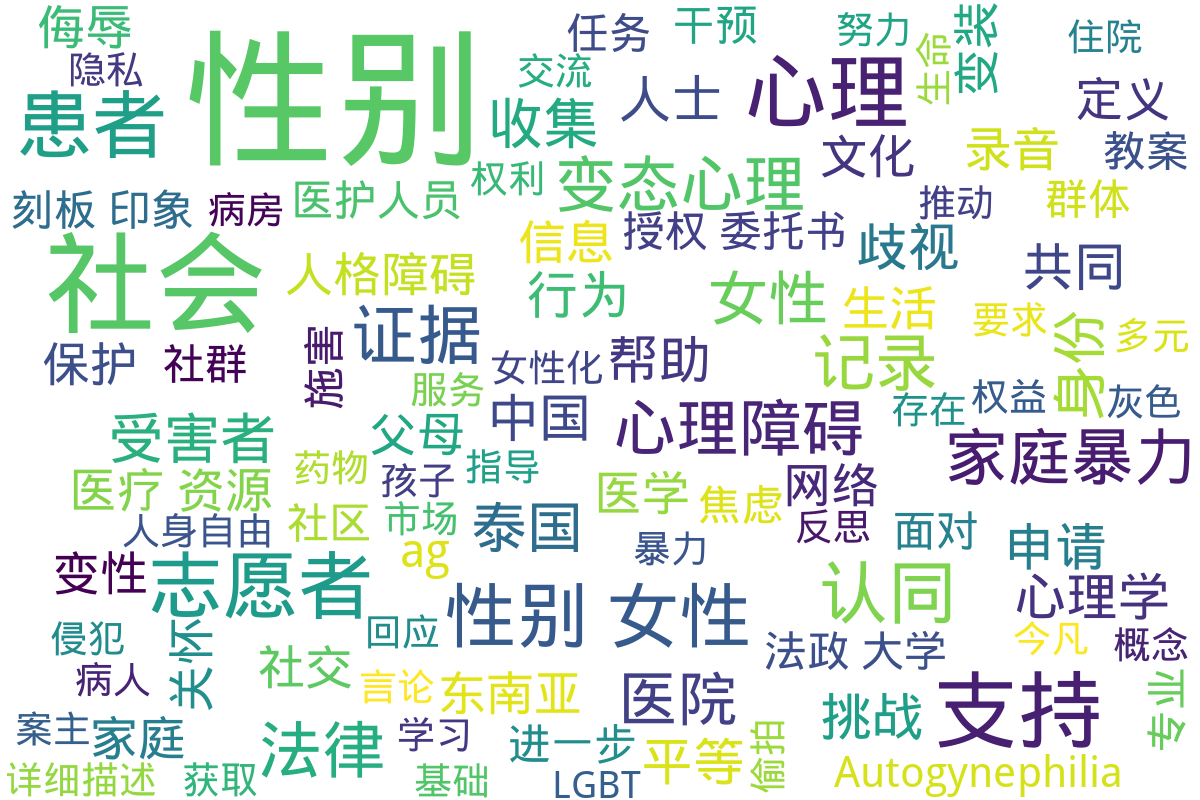 侮辱
任务
干预
努力
生命
变装
住院
隐私
性别
交流
心理
患者
收集
人士
定义
文化
录音
教案
权利
变态心理
刻板 印象
病房
医护人员
推动
群体
信息
授权 委托书
歧视
社会
人格障碍
行为
女性
共同
生活
要求
身份
多元
证据
保护
社群
施害
女性化
帮助
记录
服务
中国
存在
权益
灰色
受害者
父母
心理障碍
家庭暴力
医疗 资源
药物
孩子
指导
医学
焦虑
网络
人身自由
社区
市场
泰国
反思
面对
ag
暴力
申请
变性
志愿者
认同
心理学
性别 女性
侵犯
关怀
回应
法政 大学
今凡
概念
病人
社交
言论
东南亚
医院
支持
专业
案主
家庭
法律
学习
进一步
平等
偷拍
挑战
详细描述
获取
基础
LGBT
Autogynephilia